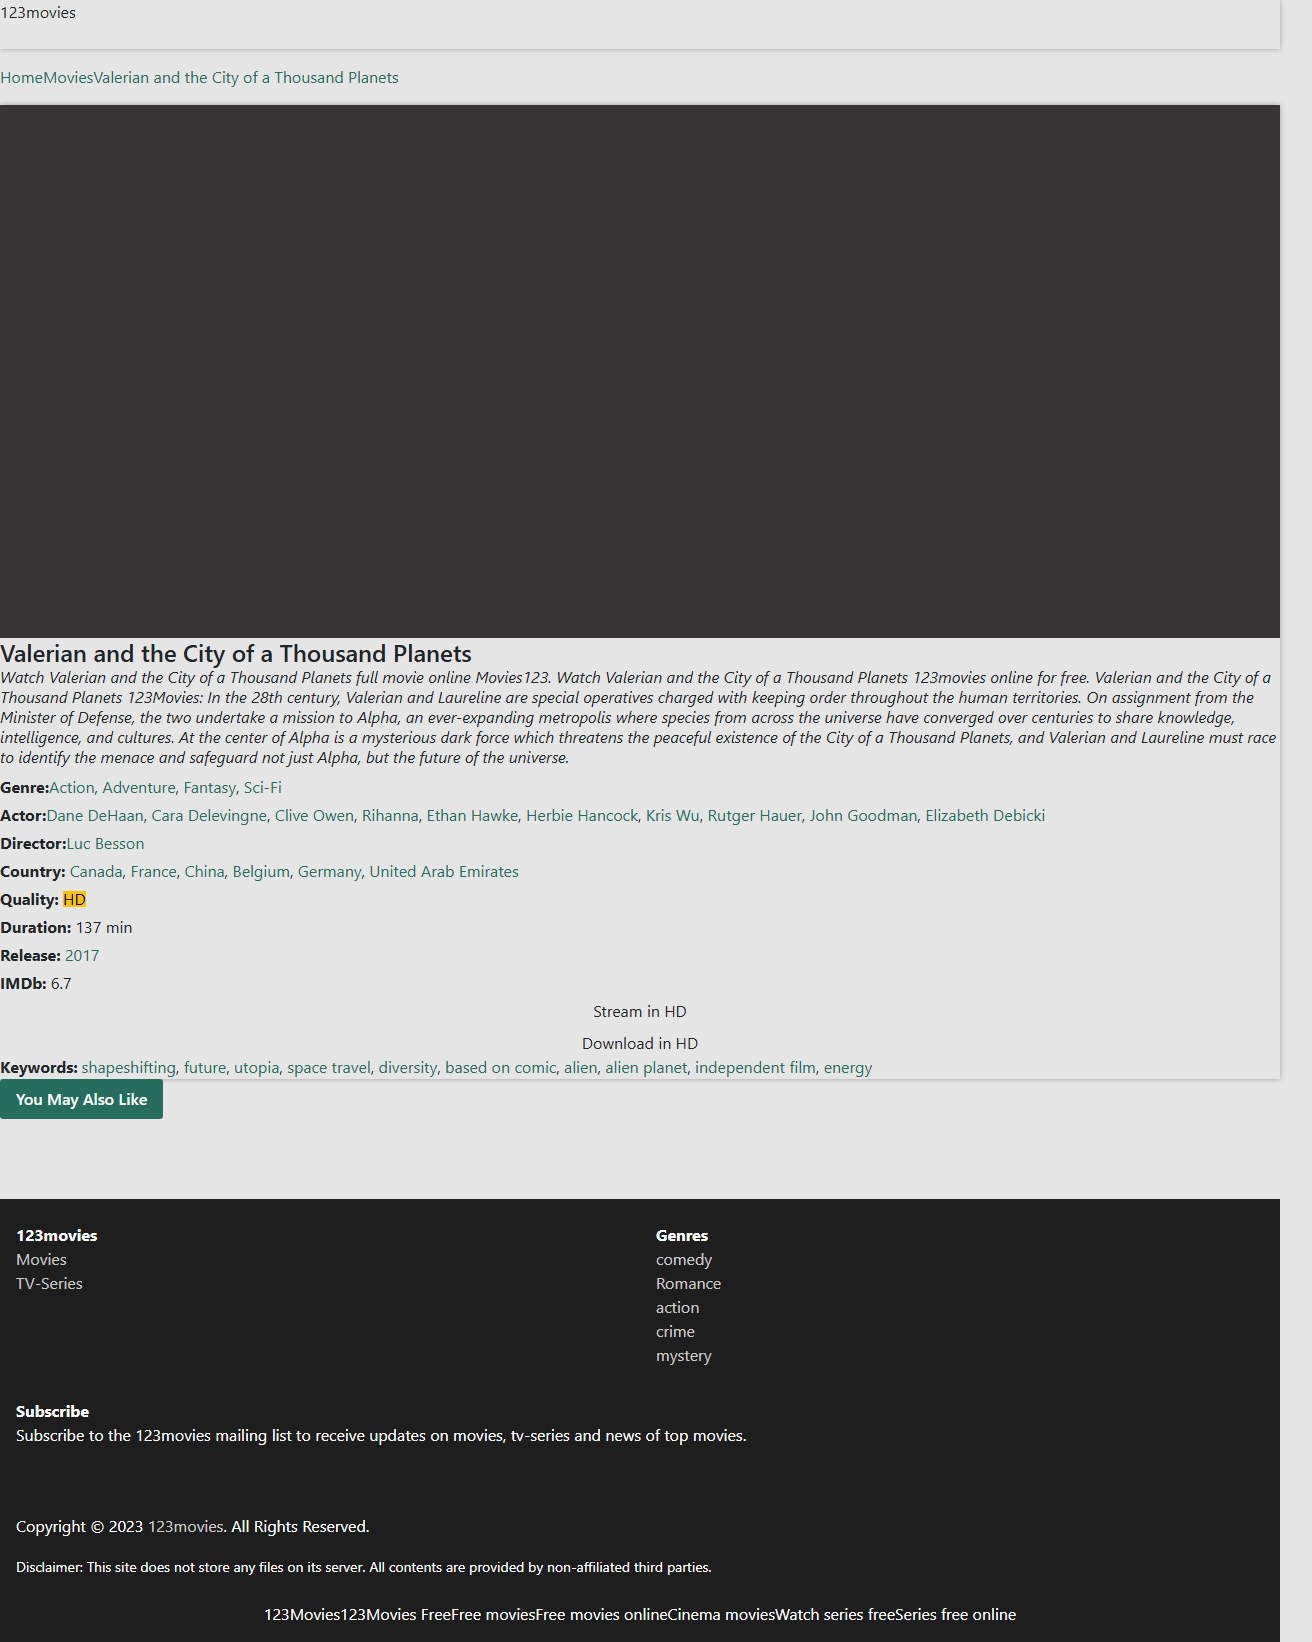 123movies
HomeMoviesValerian and the City of a Thousand Planets
Valerian and the City of a Thousand Planets
Watch Valerian and the City of a Thousand Planets full movie online Movies123. Watch Valerian and the City of a Thousand Planets 123movies online for free. Valerian and the City of a
Thousand Planets 123Movies: In the 28th century, Valerian and Laureline are special operatives charged with keeping order throughout the human territories. On assignment from the
Minister of Defense, the two undertake a mission to Alpha, an ever-expanding metropolis where species from across the universe have converged over centuries to share knowledge,
intelligence, and cultures. At the center of Alpha is a mysterious dark force which threatens the peaceful existence of the City of a Thousand Planets, and Valerian and Laureline must race
to identify the menace and safeguard not just Alpha, but the future of the universe.
Genre:Action, Adventure, Fantasy, Sci-Fi
Actor:Dane DeHaan, Cara Delevingne, Clive Owen, Rihanna, Ethan Hawke, Herbie Hancock, Kris Wu, Rutger Hauer, John Goodman, Elizabeth Debicki
Director:Luc Besson
Country: Canada, France, China, Belgium, Germany, United Arab Emirates
Quality: HD
Duration: 137 min
Release: 2017
IMDb: 6.7
Stream in HD
Download in HD
Keywords: shapeshifting, future, utopia, space travel, diversity, based on comic, alien, alien planet, independent film, energy
You May Also Like
123movies
Movies
TV-Series
Genres
comedy
Romance
action
crime
mystery
Subscribe
Subscribe to the 123movies mailing list to receive updates on movies, tv-series and news of top movies.
Copyright © 2023 123movies. All Rights Reserved.
Disclaimer: This site does not store any files on its server. All contents are provided by non-affiliated third parties.
123Movies123Movies FreeFree moviesFree movies onlineCinema moviesWatch series freeSeries free online